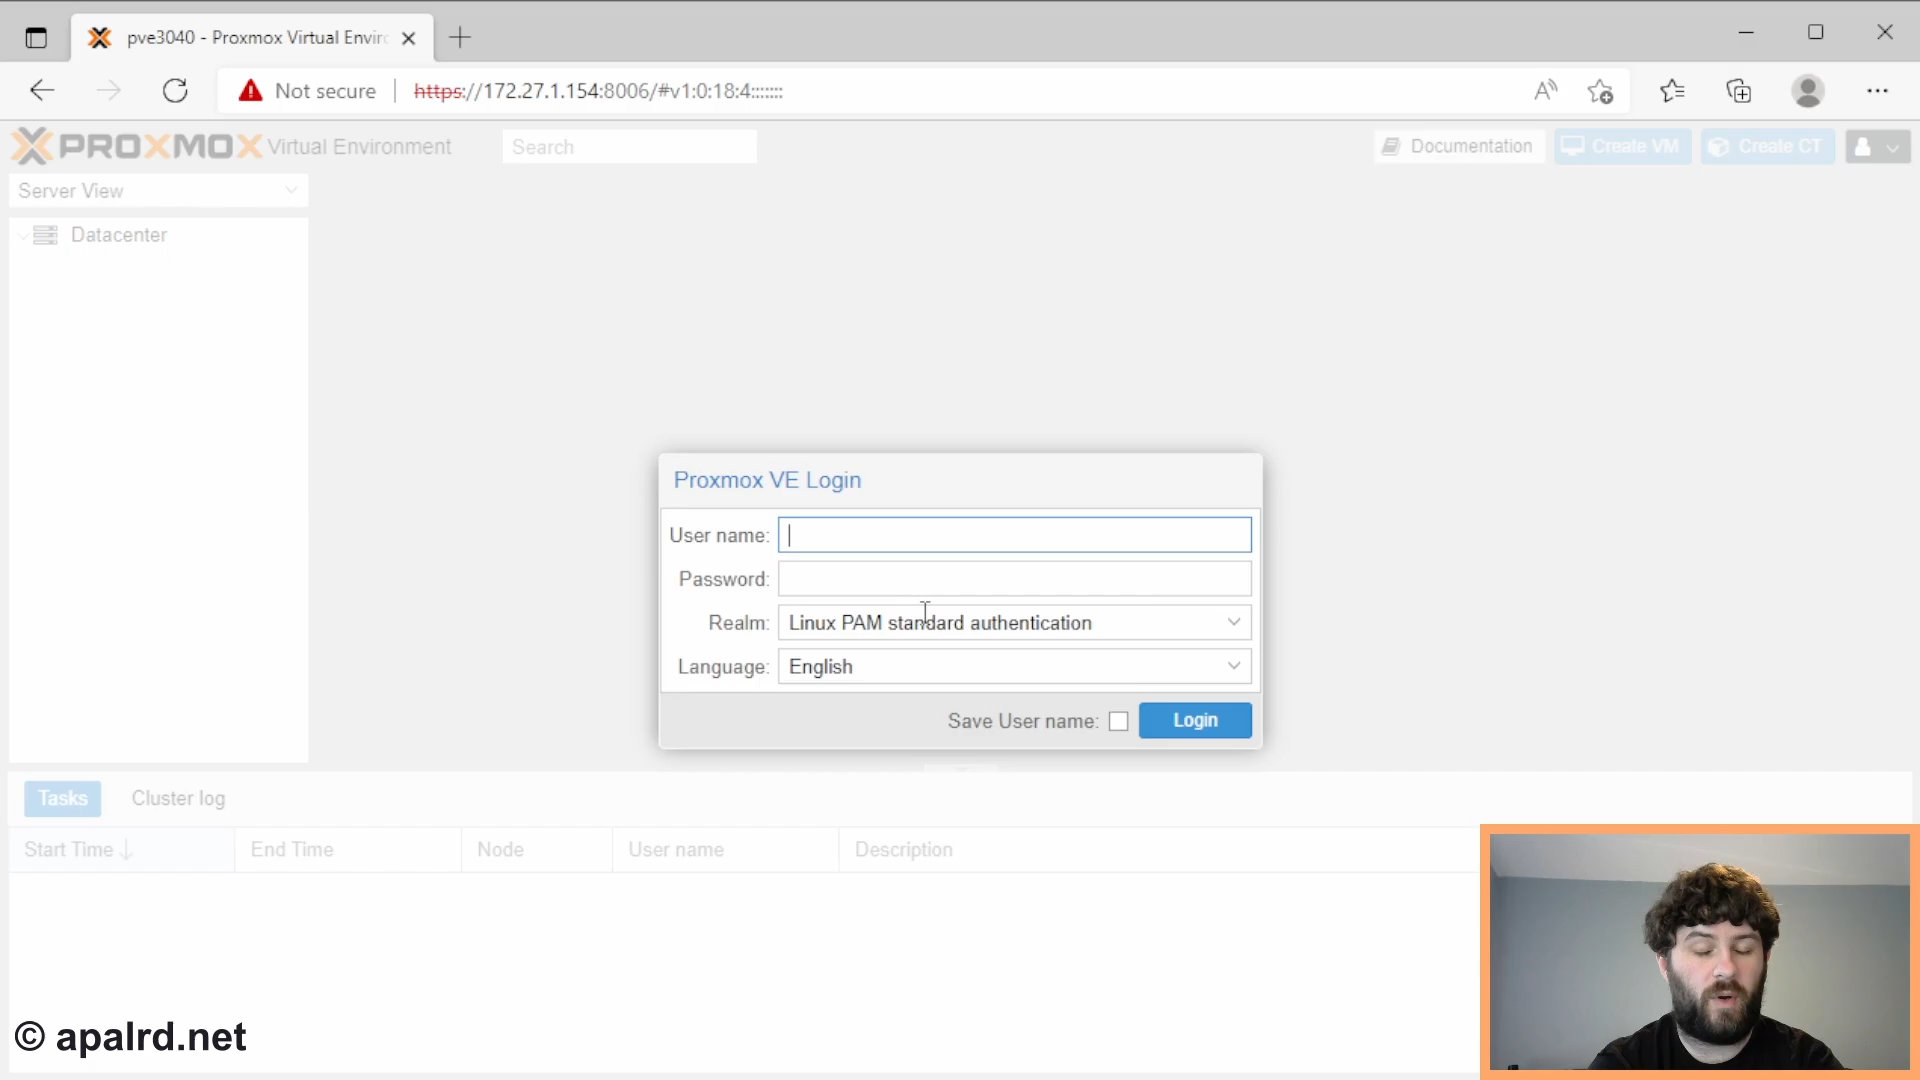 pve3040 - Proxmox Virtual Enviro
Not secure
https://172.27.1.154:8006/#v1:0:18:4:::::::
PROXMOX Virtual Environment
Search
Documentation
Create VM
Create CT
Server View
Datacenter
Proxmox VE Login
User name:
Password:
Realm: Linux PAM standard authentication
Language: English
Save User name:
Login
Tasks
Cluster log
Start Time
End Time
Node
User name
Description
© apalrd.net